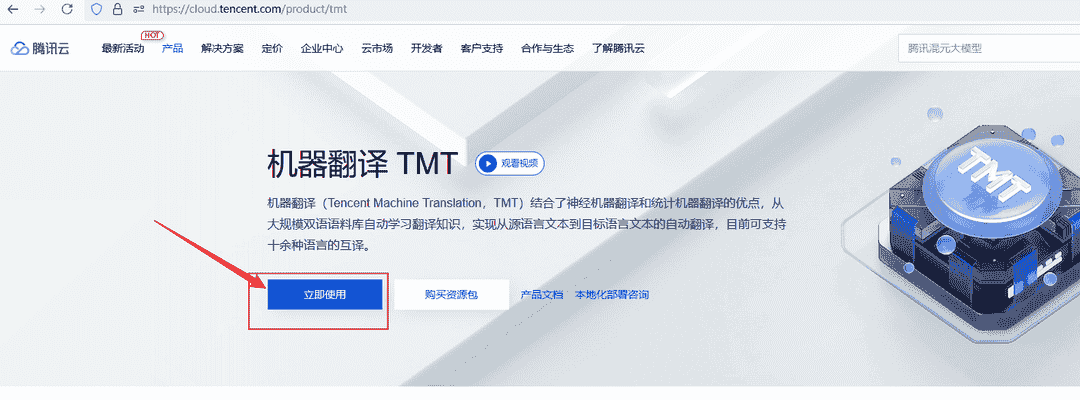 https://cloud.tencent.com/product/tmt
腾讯云 最新活动 HOT 产品 解决方案 定价 企业中心 云市场 开发者 客户支持 合作与生态 了解腾讯云 腾讯混元大模型
机器翻译 TMT 观看视频
机器翻译（Tencent Machine Translation，TMT）结合了神经机器翻译和统计机器翻译的优点，从
大规模双语语料库自动学习翻译知识，实现从源语言文本到目标语言文本的自动翻译，目前可支持
十余种语言的互译。
立即使用 购买资源包 产品文档 本地化部署咨询
TMT